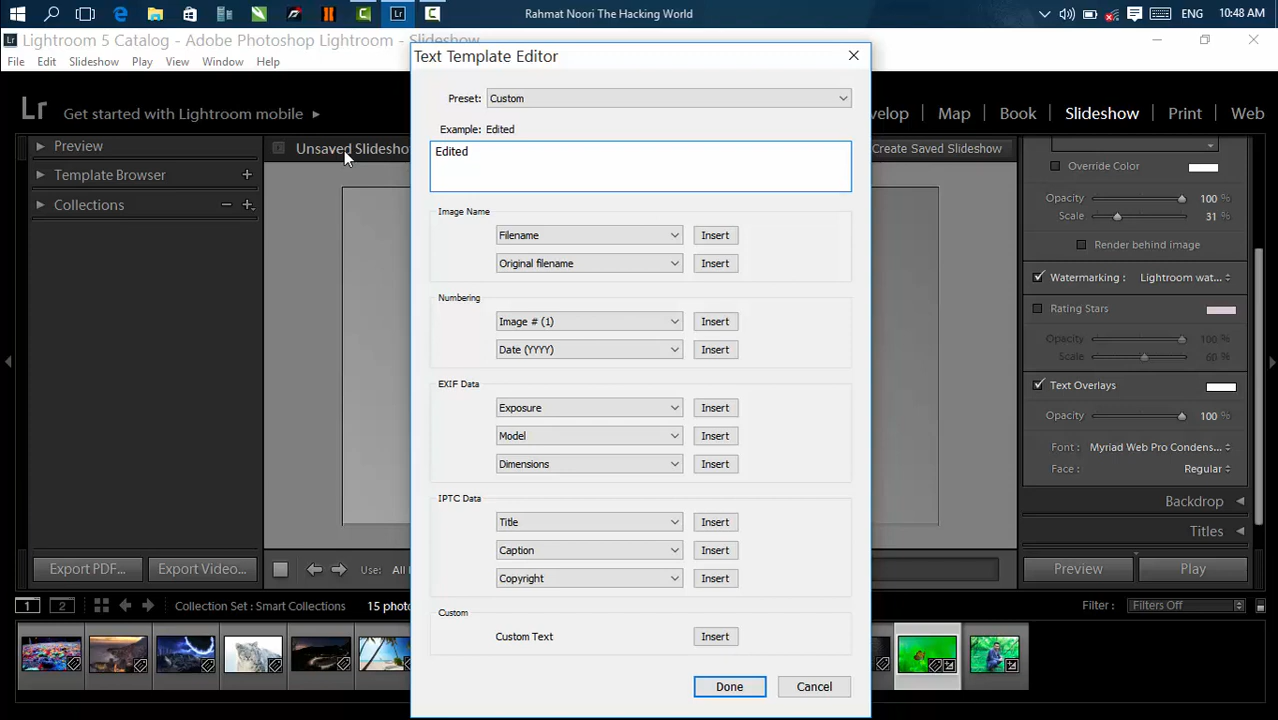 Rahmat Noori The Hacking World
ENG
10:48 AM
Lightroom 5 Catalog - Adobe Photoshop Lightroom - Slideshow
File Edit Slideshow Play View Window Help
Lr Get started with Lightroom mobile
velop Map Book Slideshow Print Web
Preview
Template Browser
Collections
Export PDF...
Export Video...
Unsaved Slideshow
Create Saved Slideshow
Use: All
Text Template Editor
Preset: Custom
Example: Edited
Edited
Image Name
Filename Insert
Original filename Insert
Numbering
Image # (1) Insert
Date (YYYY) Insert
EXIF Data
Exposure Insert
Model Insert
Dimensions Insert
IPTC Data
Title Insert
Caption Insert
Copyright Insert
Custom
Custom Text Insert
Done Cancel
Override Color
Opacity 100 %
Scale 31
Render behind image
Watermarking : Lightroom wat...
Rating Stars
Opacity 100 %
Scale 60 %
Text Overlays
Opacity 100 %
Font : Myriad Web Pro Condens...
Face : Regular
Backdrop
Titles
Preview Play
1 2 Collection Set : Smart Collections 15 phot
Filter : Filters Off